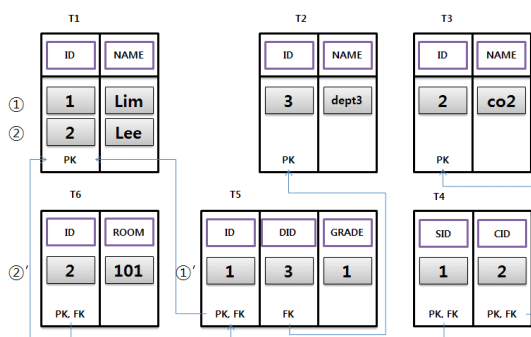 T1 T2 T3
ID NAME ID NAME ID NAME
① 1 Lim 3 dept3 2 co2
② 2 Lee
PK PK PK
T6 T5 T4
ID ROOM ID DID GRADE SID CID
②′ 2 101 ①′ 1 3 1 1 2
PK, FK PK, FK FK PK, FK PK, FK